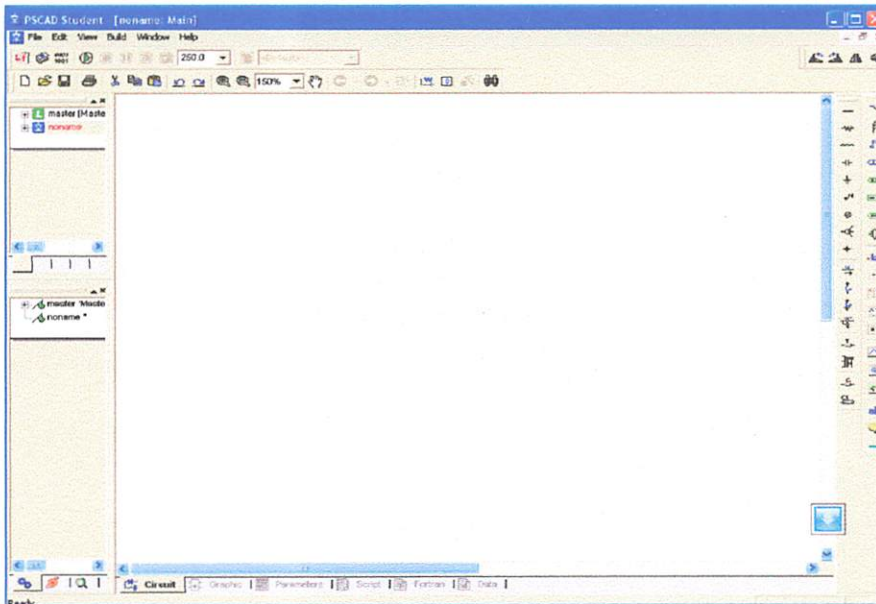 PSCAD Student - [noname: Main]
File Edit View Build Window Help
250.0
150%
master (Maste
noname
master 'Maste
noname *
Circuit Graphic Parameters Script Fortran Data
Ready